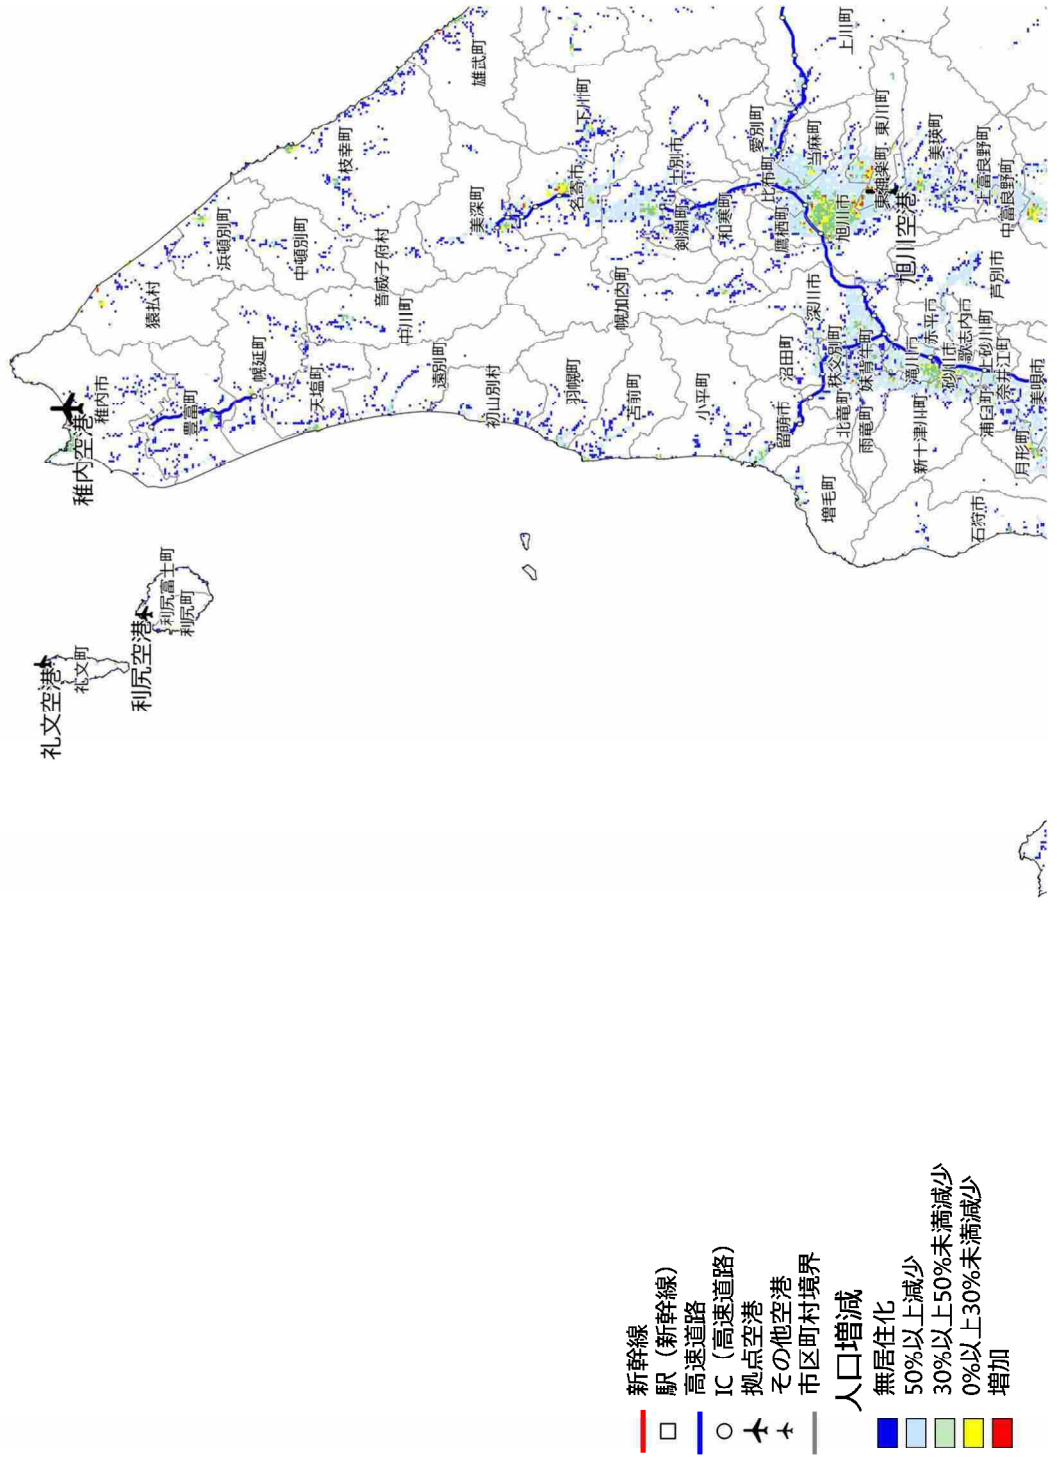 礼文空港
礼文町
利尻空港
利尻富士町
利尻町
稚内空港
稚内市
猿払村
豊富町
浜頓別町
幌延町
中頓別町
枝幸町
天塩町
音威子府村
中川町
遠別町
美深町
雄武町
初山別村
羽幌町
名寄市
下川町
苫前町
幌加内町
士別市
剣淵町
小平町
和寒町
愛別町
比布町
留萌市
沼田町
鷹栖町
当麻町
上川町
増毛町
深川市
秩父別町
北竜町
旭川市
妹背牛町
雨竜町
東神楽町
東川町
旭川空港
滝川市
新十津川町
赤平市
美瑛町
砂川市
歌志内市
芦別市
上砂川町
浦臼町
奈井江町
上富良野町
中富良野町
石狩市
月形町
美唄市
新幹線
駅（新幹線）
高速道路
IC（高速道路）
拠点空港
その他空港
市区町村境界
人口増減
無居住化
50%以上減少
30%以上50%未満減少
0%以上30%未満減少
増加